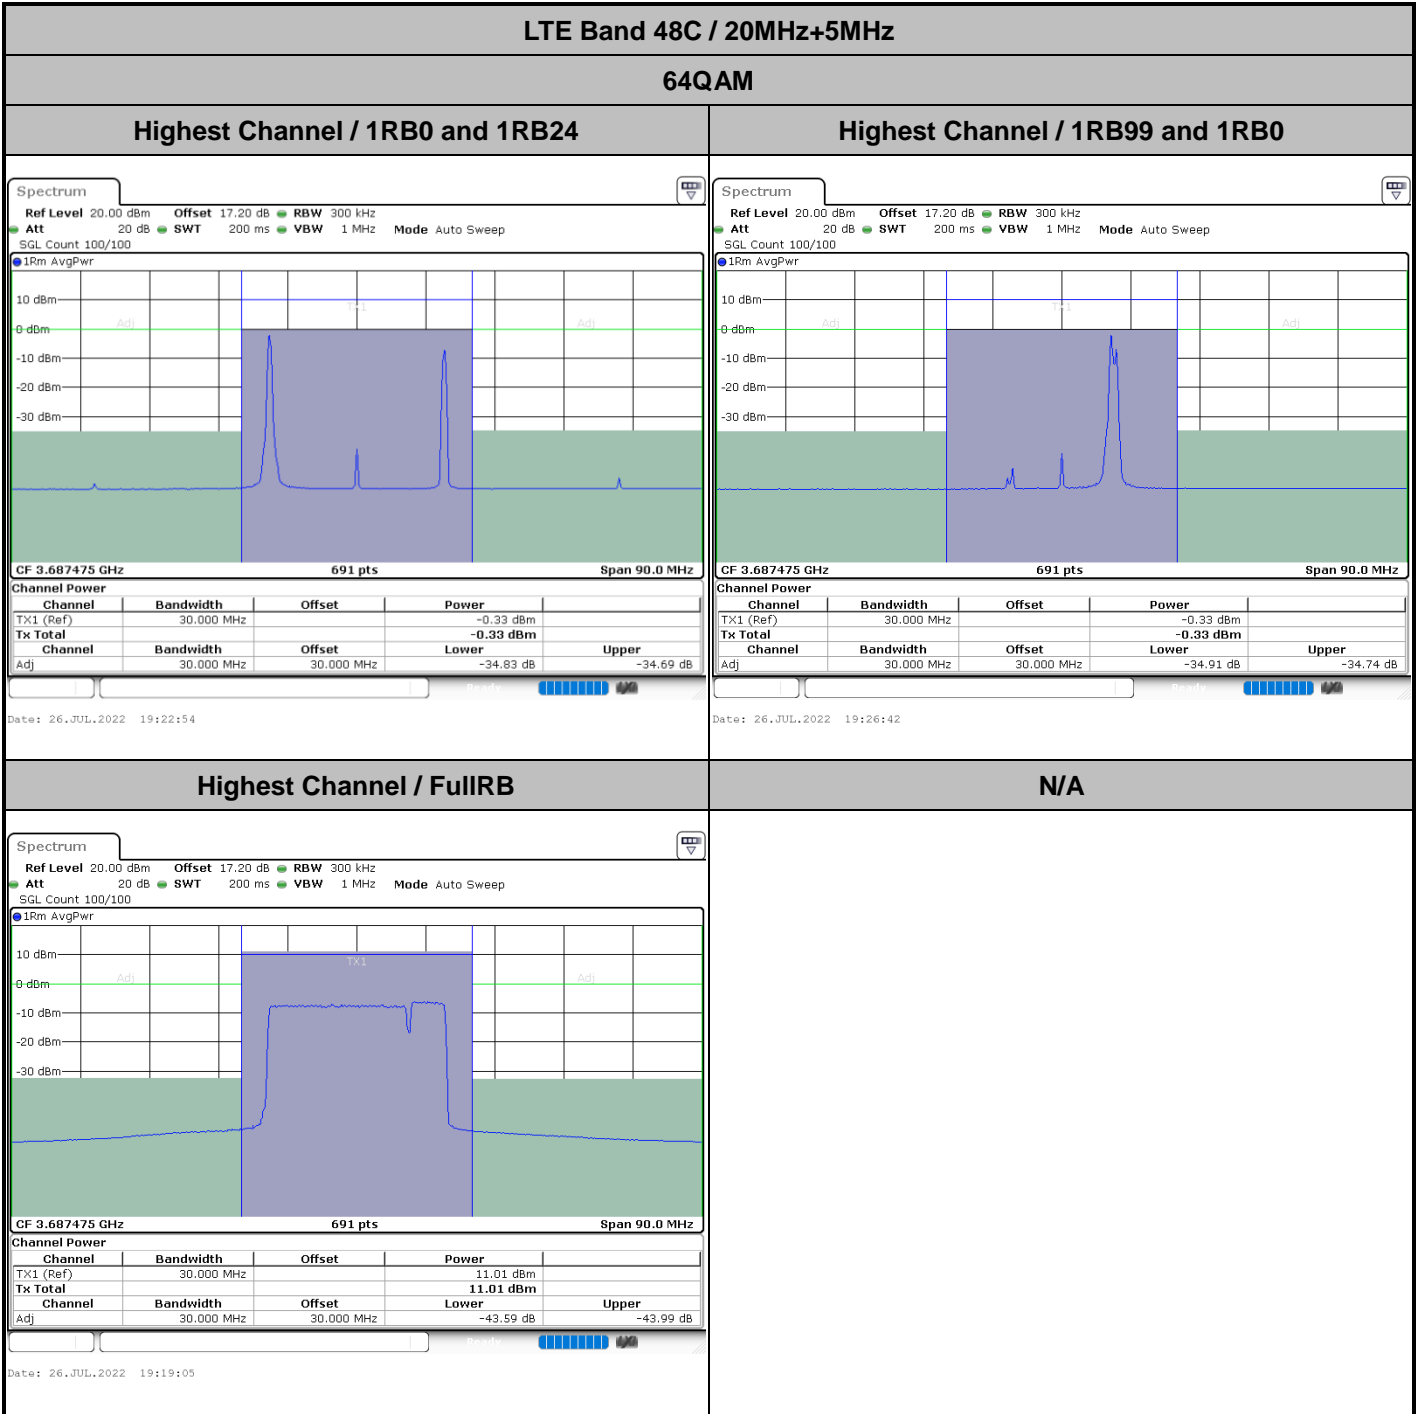 LTE Band 48C / 20MHz+5MHz
64QAM
Highest Channel / 1RB0 and 1RB24
Highest Channel / 1RB99 and 1RB0
Spectrum
Ref Level 20.00 dBm Offset 17.20 dB RBW 300 kHz
Att 20 dB SWT 200 ms VBW 1 MHz Mode Auto Sweep
SGL Count 100/100
1Rm AvgPwr
10 dBm
TX1
Adj
Adj
0 dBm
-10 dBm
-20 dBm
-30 dBm
CF 3.687475 GHz 691 pts Span 90.0 MHz
Channel Power
Channel Bandwidth Offset Power
TX1 (Ref) 30.000 MHz -0.33 dBm
Tx Total -0.33 dBm
Channel Bandwidth Offset Lower Upper
Adj 30.000 MHz 30.000 MHz -34.83 dB -34.69 dB
Ready
Date: 26.JUL.2022 19:22:54
Spectrum
Ref Level 20.00 dBm Offset 17.20 dB RBW 300 kHz
Att 20 dB SWT 200 ms VBW 1 MHz Mode Auto Sweep
SGL Count 100/100
1Rm AvgPwr
10 dBm
TX1
Adj
Adj
0 dBm
-10 dBm
-20 dBm
-30 dBm
CF 3.687475 GHz 691 pts Span 90.0 MHz
Channel Power
Channel Bandwidth Offset Power
TX1 (Ref) 30.000 MHz -0.33 dBm
Tx Total -0.33 dBm
Channel Bandwidth Offset Lower Upper
Adj 30.000 MHz 30.000 MHz -34.91 dB -34.74 dB
Ready
Date: 26.JUL.2022 19:26:42
Highest Channel / FullRB
N/A
Spectrum
Ref Level 20.00 dBm Offset 17.20 dB RBW 300 kHz
Att 20 dB SWT 200 ms VBW 1 MHz Mode Auto Sweep
SGL Count 100/100
1Rm AvgPwr
10 dBm
TX1
Adj
Adj
0 dBm
-10 dBm
-20 dBm
-30 dBm
CF 3.687475 GHz 691 pts Span 90.0 MHz
Channel Power
Channel Bandwidth Offset Power
TX1 (Ref) 30.000 MHz 11.01 dBm
Tx Total 11.01 dBm
Channel Bandwidth Offset Lower Upper
Adj 30.000 MHz 30.000 MHz -43.59 dB -43.99 dB
Ready
Date: 26.JUL.2022 19:19:05